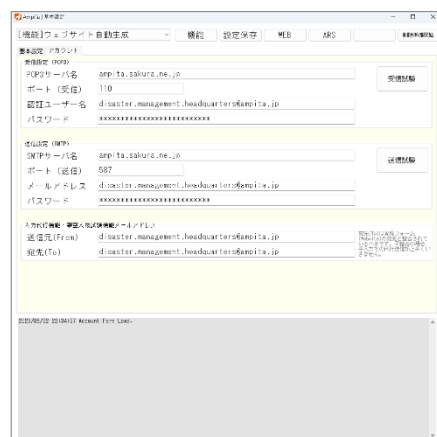 Ampita | 基本設定
[機能]ウェブサイト自動生成 機能 設定保存 WEB ARS
基本設定 アカウント
受信設定 (POP3)
POP3サーバ名 ampita.sakura.ne.jp 受信試験
ポート (受信) 110
認証ユーザー名 disaster.management.headquarters@ampita.jp
パスワード **************************
送信設定 (SMTP)
SMTPサーバ名 ampita.sakura.ne.jp 送信試験
ポート (送信) 587
メールアドレス disaster.management.headquarters@ampita.jp
パスワード **************************
送信元(From) disaster.management.headquarters@ampita.jp
宛先(To) disaster.management.headquarters@ampita.jp
Account Form Load.